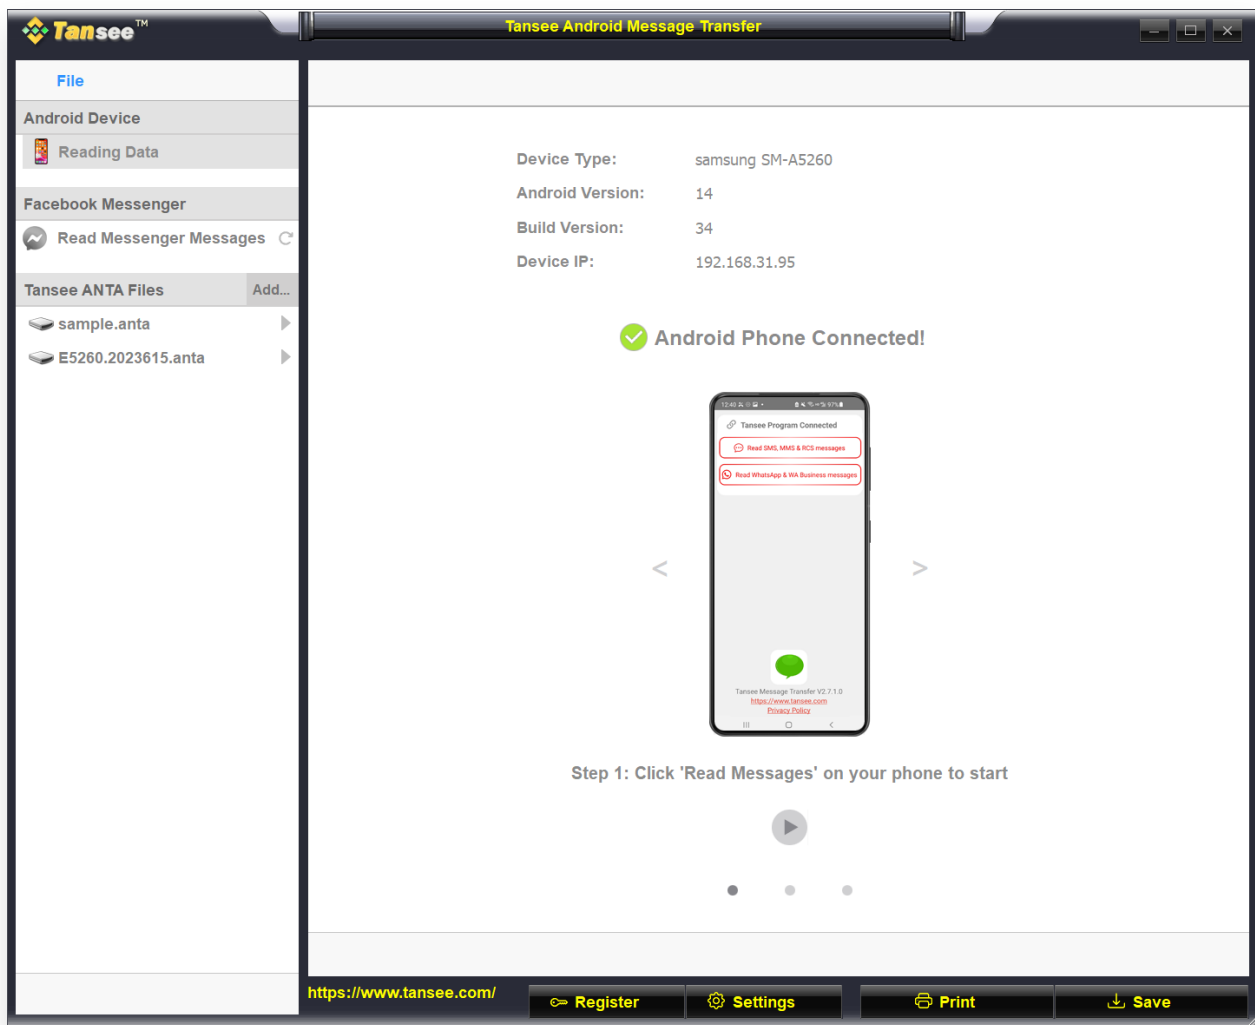 Tansee™
Tansee Android Message Transfer
File
Android Device
Reading Data
Facebook Messenger
Read Messenger Messages
Tansee ANTA Files Add...
sample.anta
E5260.2023615.anta
Device Type: samsung SM-A5260
Android Version: 14
Build Version: 34
Device IP: 192.168.31.95
Android Phone Connected!
12:40 97%
Tansee Program Connected
Read SMS, MMS & RCS messages
Read WhatsApp & WA Business messages
Tansee Message Transfer V2.7.1.0
https://www.tansee.com
Privacy Policy
< >
Step 1: Click 'Read Messages' on your phone to start
https://www.tansee.com/
Register Settings Print Save